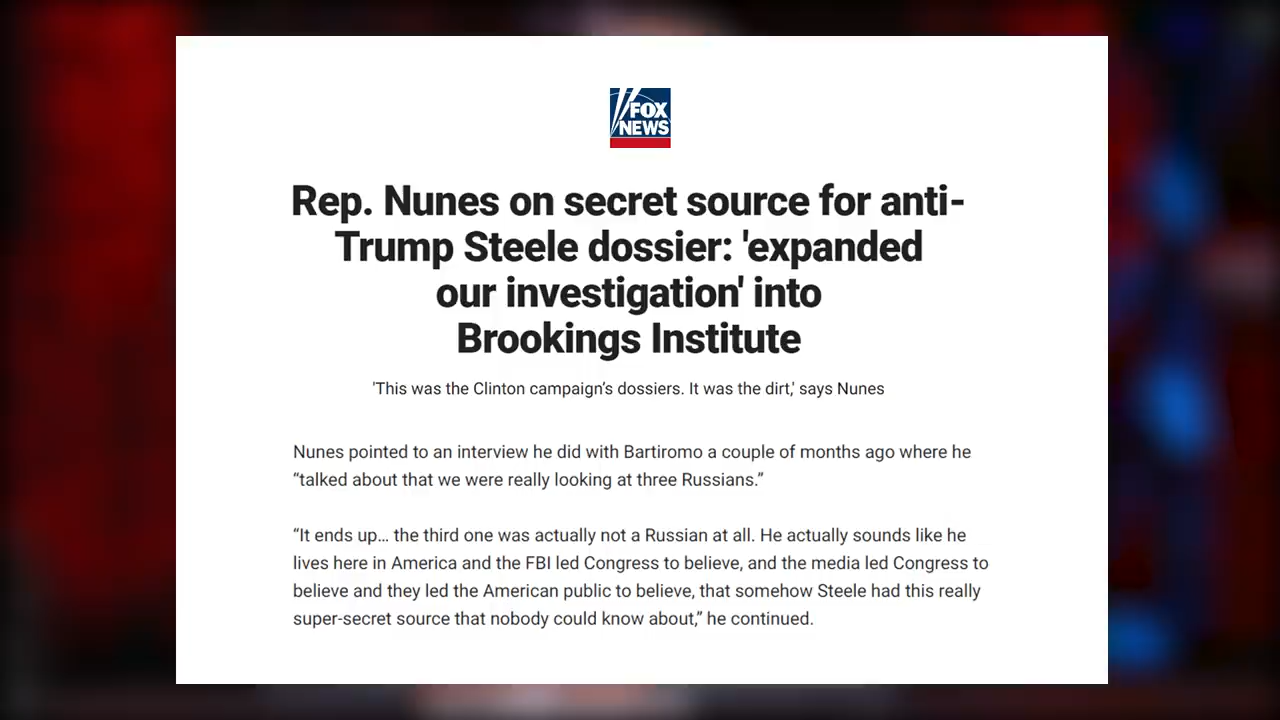 FOX
NEWS
Rep. Nunes on secret source for anti-
Trump Steele dossier: 'expanded
our investigation' into
Brookings Institute
'This was the Clinton campaign’s dossiers. It was the dirt,' says Nunes
Nunes pointed to an interview he did with Bartiromo a couple of months ago where he
“talked about that we were really looking at three Russians.”
“It ends up… the third one was actually not a Russian at all. He actually sounds like he
lives here in America and the FBI led Congress to believe, and the media led Congress to
believe and they led the American public to believe, that somehow Steele had this really
super-secret source that nobody could know about,” he continued.